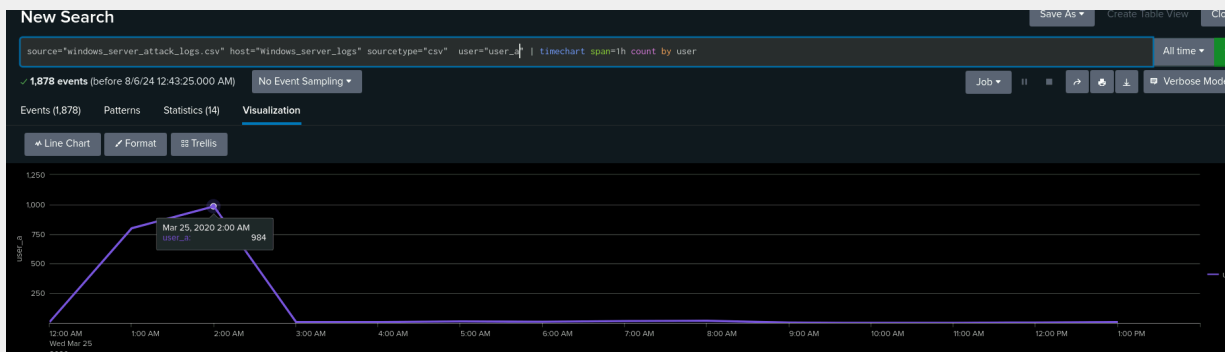 New Search
Save As ▾ Create Table View Clo
source="windows_server_attack_logs.csv" host="Windows_server_logs" sourcetype="csv"  user="user_a" | timechart span=1h count by user
All time ▾
✓ 1,878 events (before 8/6/24 12:43:25.000 AM) No Event Sampling ▾
Job ▾ Verbose Mode
Events (1,878) Patterns Statistics (14) Visualization
Line Chart Format Trellis
1,250
1,000
750
500
250
user_a
Mar 25, 2020 2:00 AM
user_a: 984
12:00 AM 1:00 AM 2:00 AM 3:00 AM 4:00 AM 5:00 AM 6:00 AM 7:00 AM 8:00 AM 9:00 AM 10:00 AM 11:00 AM 12:00 PM 1:00 PM
Wed Mar 25